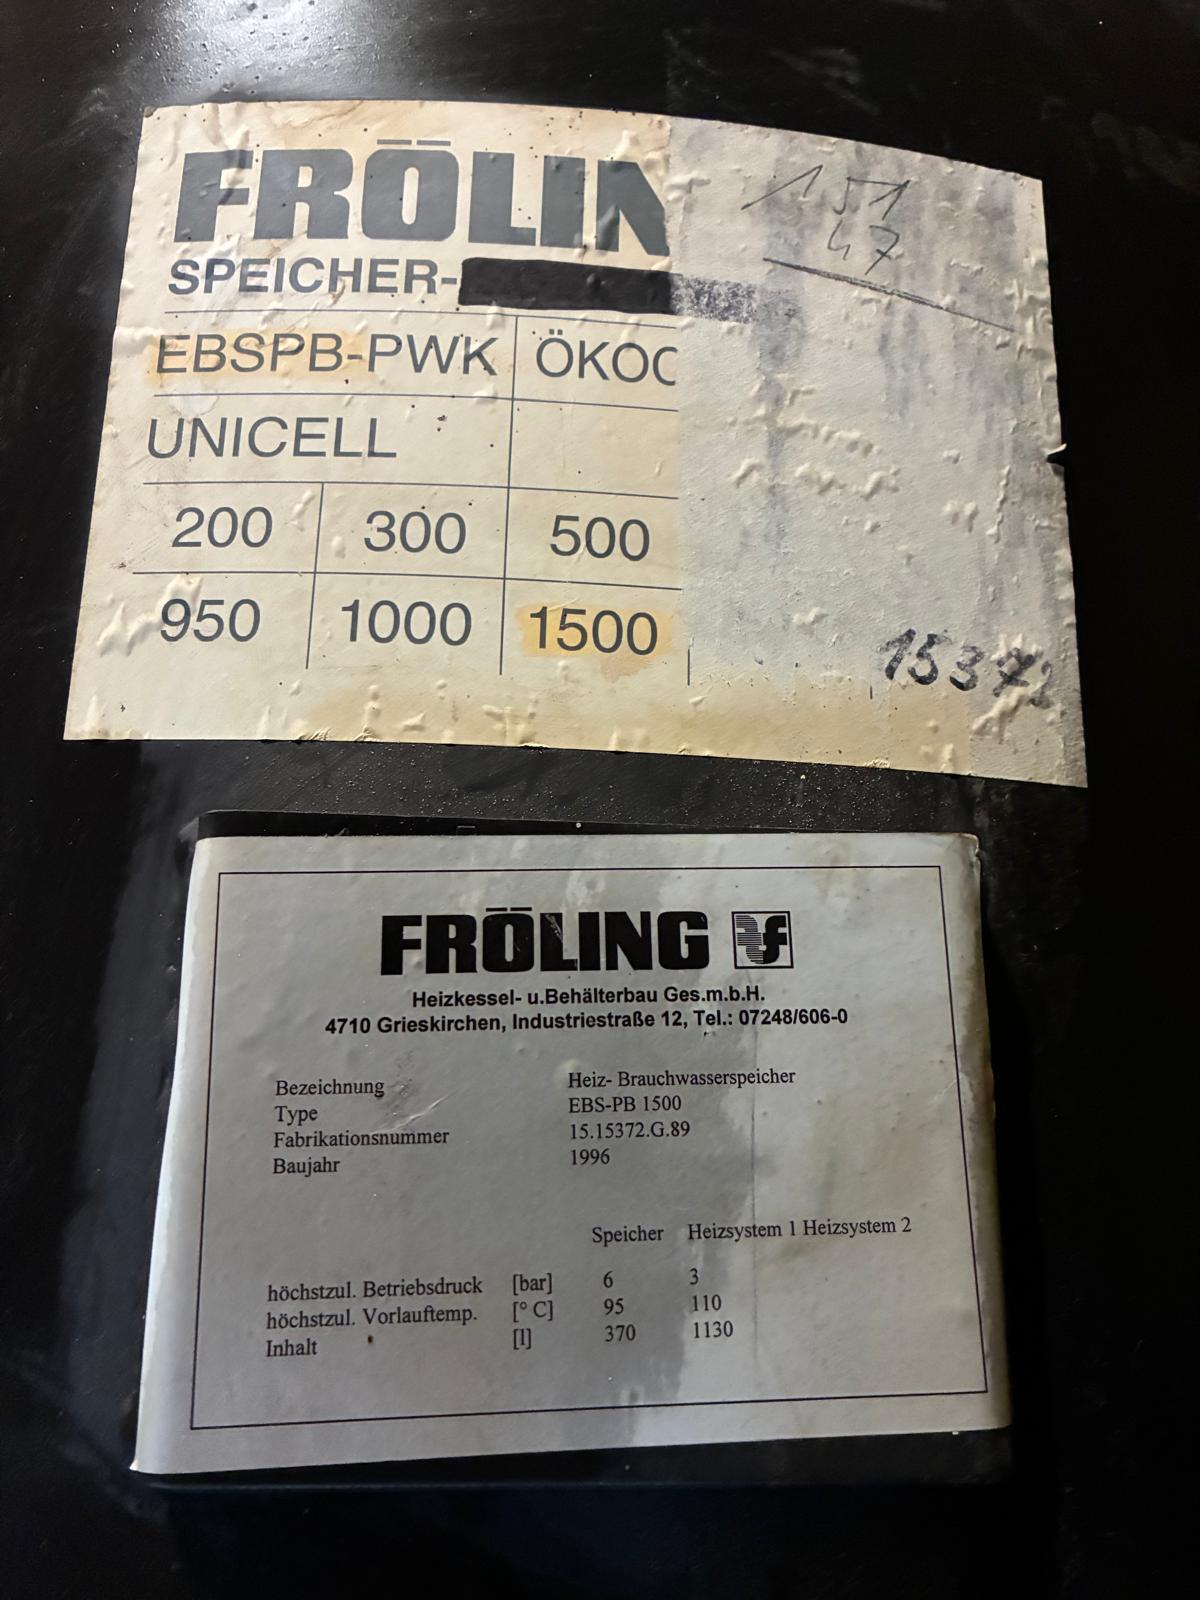 FRÖLIN
151
47
SPEICHER-
EBSPB-PWK ÖKOC
UNICELL
200 300 500
950 1000 1500
FRÖLING
Heizkessel- u.Behälterbau Ges.m.b.H.
4710 Grieskirchen, Industriestraße 12, Tel.: 07248/606-0
Bezeichnung Heiz- Brauchwasserspeicher
Type EBS-PB 1500
Fabrikationsnummer 15.15372.G.89
Baujahr 1996
Speicher Heizsystem 1 Heizsystem 2
höchstzul. Betriebsdruck [bar] 6 3
höchstzul. Vorlauftemp. [° C] 95 110
Inhalt [l] 370 1130